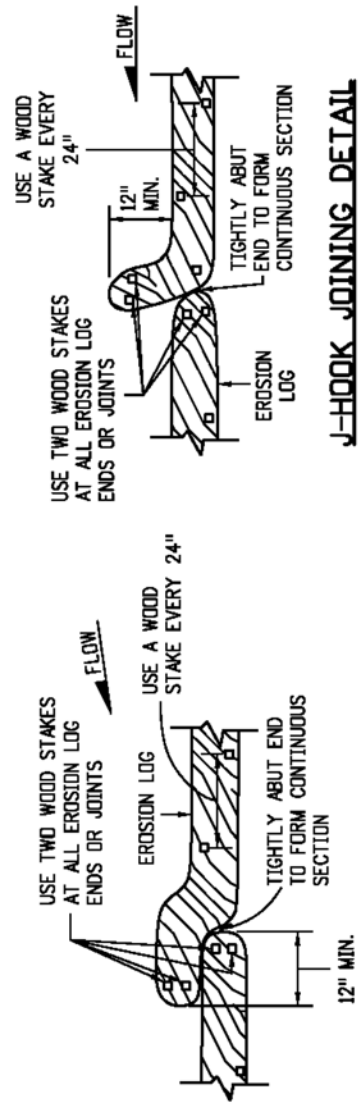 USE TWO WOOD STAKES
AT ALL EROSION LOG
ENDS OR JOINTS
FLOW
EROSION LOG
USE A WOOD
STAKE EVERY 24"
TIGHTLY ABUT END
TO FORM CONTINUOUS
SECTION
12" MIN.
USE A WOOD
STAKE EVERY
24"
FLOW
12"
MIN.
USE TWO WOOD STAKES
AT ALL EROSION LOG
ENDS OR JOINTS
TIGHTLY ABUT
END TO FORM
CONTINUOUS SECTION
EROSION
LOG
J-HOOK JOINING DETAIL